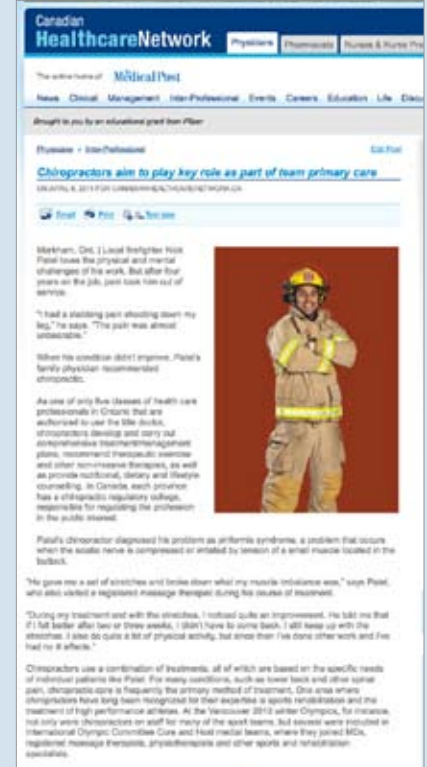 Canadian
HealthcareNetwork
Physicians Pharmacists Nurses & Nurse Pra
The online home of Medical Post
News Clinical Management Inter-Professional Events Careers Education Life Discu
Brought to you by an educational grant from Pfizer
Physicians > Inter-Professional
Edit Post
Chiropractors aim to play key role as part of team primary care
ON APRIL 6, 2011 FOR CANADIANHEALTHCARENETWORK.CA
Email Print Text size
Markham, Ont. | Local firefighter Nick
Patel loves the physical and mental
challenges of his work. But after four
years on the job, pain took him out of
service.
"I had a stabbing pain shooting down my
leg," he says. "The pain was almost
unbearable."
When his condition didn't improve, Patel's
family physician recommended
chiropractic.
As one of only five classes of health care
professionals in Ontario that are
authorized to use the title doctor,
chiropractors develop and carry out
comprehensive treatment/management
plans, recommend therapeutic exercise
and other non-invasive therapies, as well
as provide nutritional, dietary and lifestyle
counselling. In Canada, each province
has a chiropractic regulatory college,
responsible for regulating the profession
in the public interest.
Patel's chiropractor diagnosed his problem as piriformis syndrome, a problem that occurs
when the sciatic nerve is compressed or irritated by tension of a small muscle located in the
buttock.
"He gave me a set of stretches and broke down what my muscle imbalance was," says Patel,
who also visited a registered massage therapist during his course of treatment.
"During my treatment and with the stretches, I noticed quite an improvement. He told me that
if I felt better after two or three weeks, I didn't have to come back. I still keep up with the
stretches. I also do quite a bit of physical activity, but since then I've done other work and I've
had no ill effects."
Chiropractors use a combination of treatments, all of which are based on the specific needs
of individual patients like Patel. For many conditions, such as lower back and other spinal
pain, chiropractic care is frequently the primary method of treatment. One area where
chiropractors have long been recognized for their expertise is sports rehabilitation and the
treatment of high performance athletes. At the Vancouver 2010 winter Olympics, for instance,
not only were chiropractors on staff for many of the sport teams, but several were included in
International Olympic Committee Core and Host medical teams, where they joined MDs,
registered massage therapists, physiotherapists and other sports and rehabilitation
specialists.